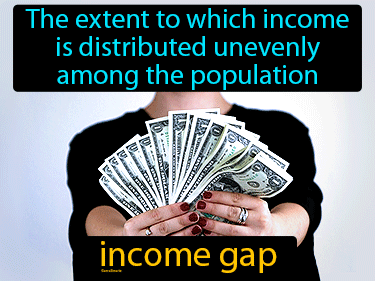 The extent to which income
is distributed unevenly
among the population
income gap